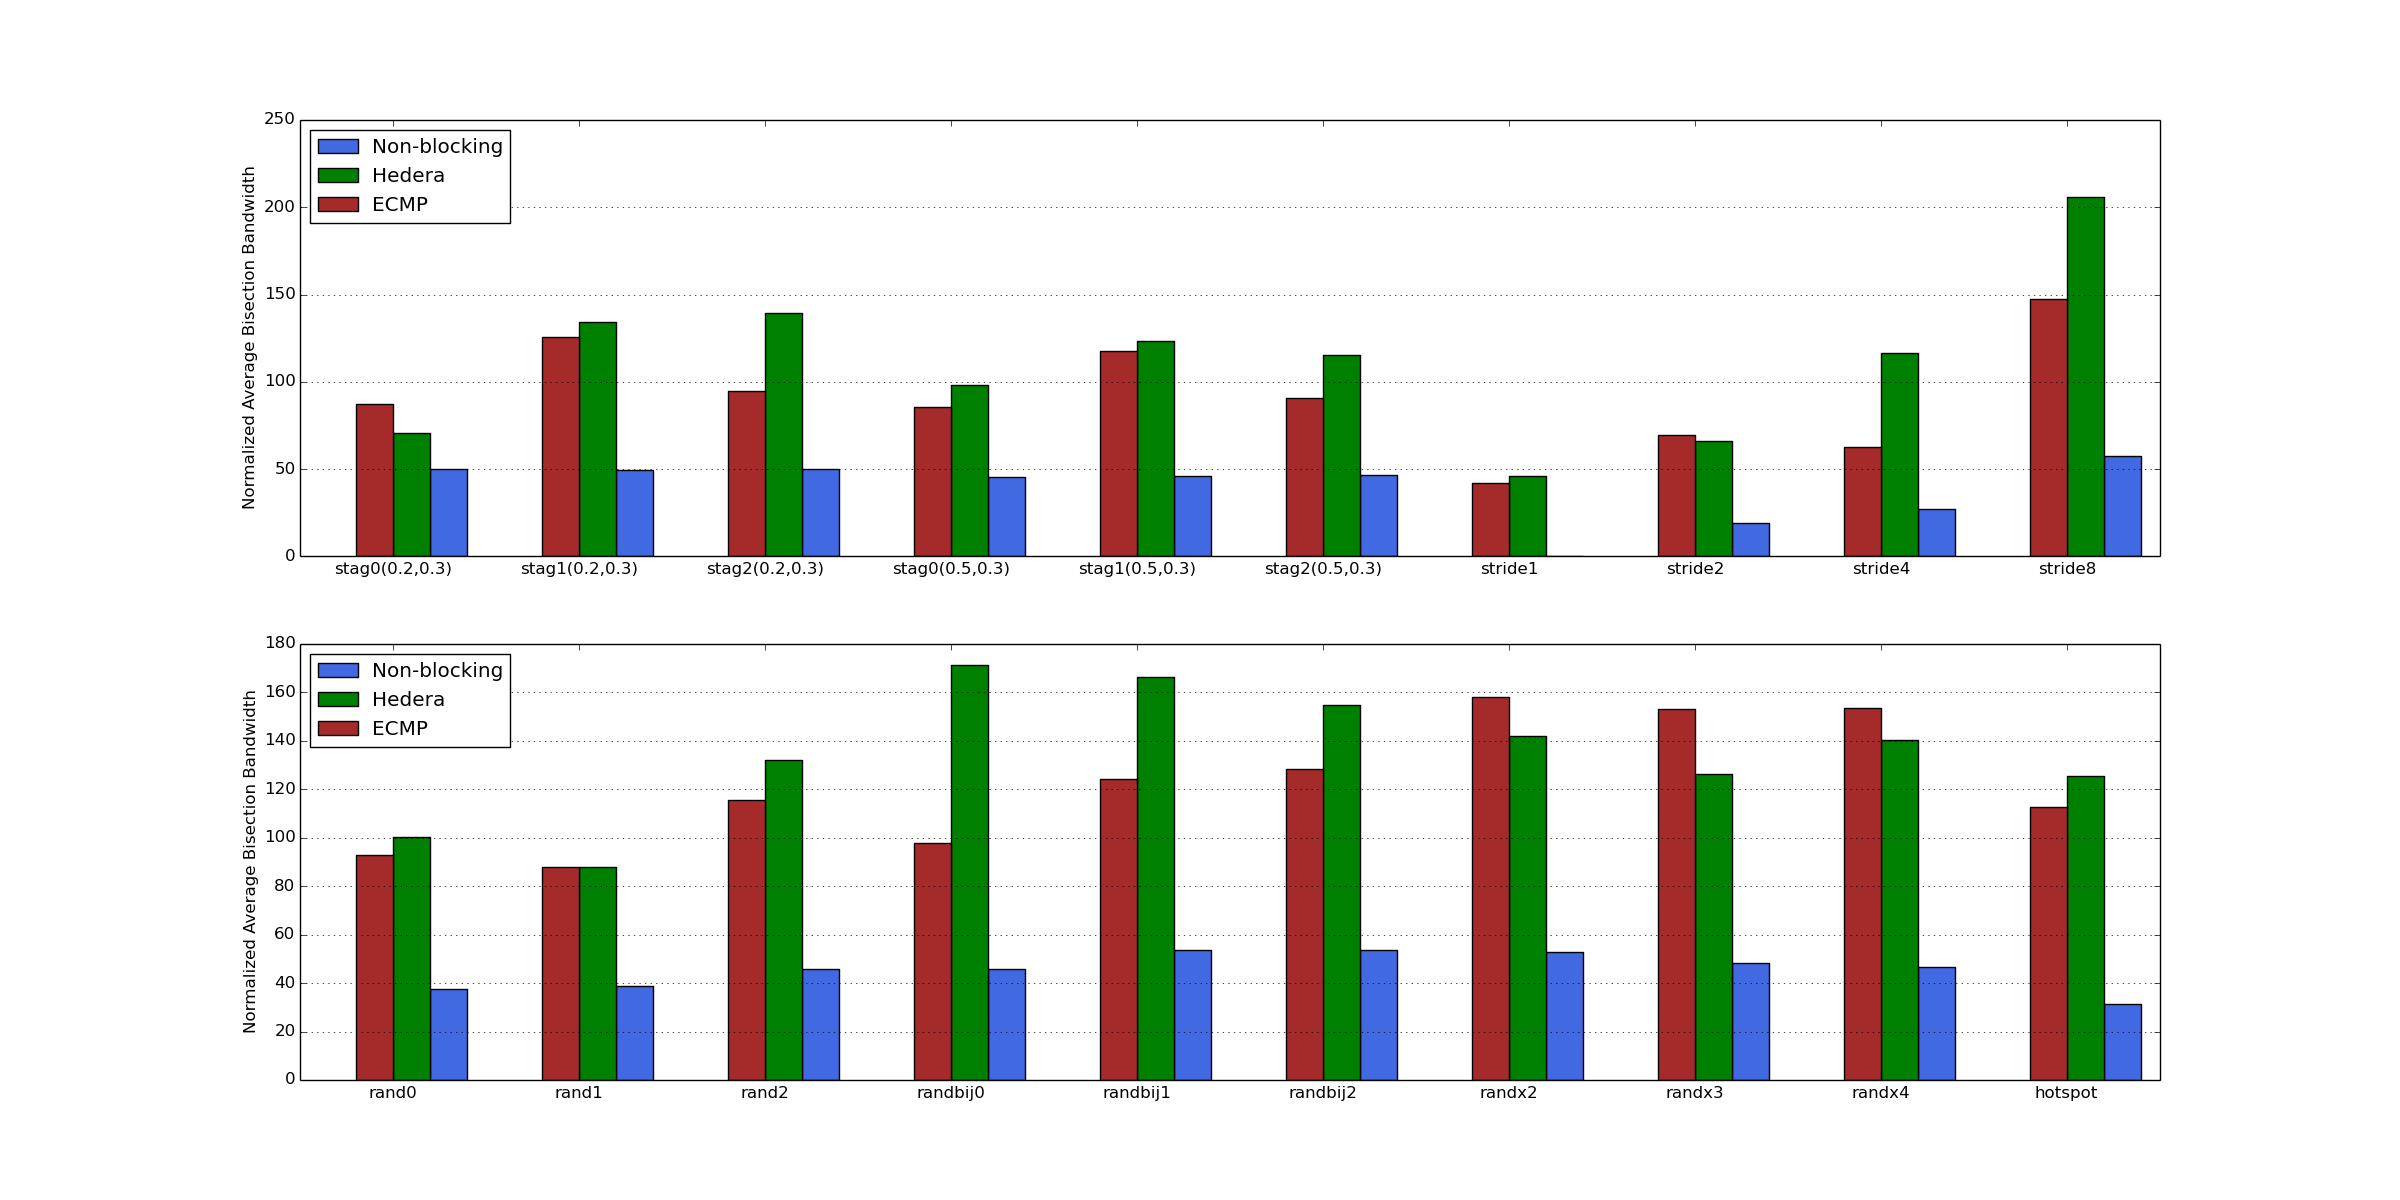 250
200
150
100
50
0
Normalized Average Bisection Bandwidth
Non-blocking
Hedera
ECMP
stag0(0.2,0.3) stag1(0.2,0.3) stag2(0.2,0.3) stag0(0.5,0.3) stag1(0.5,0.3) stag2(0.5,0.3) stride1 stride2 stride4 stride8
180
160
140
120
100
80
60
40
20
0
Normalized Average Bisection Bandwidth
Non-blocking
Hedera
ECMP
rand0 rand1 rand2 randbij0 randbij1 randbij2 randx2 randx3 randx4 hotspot